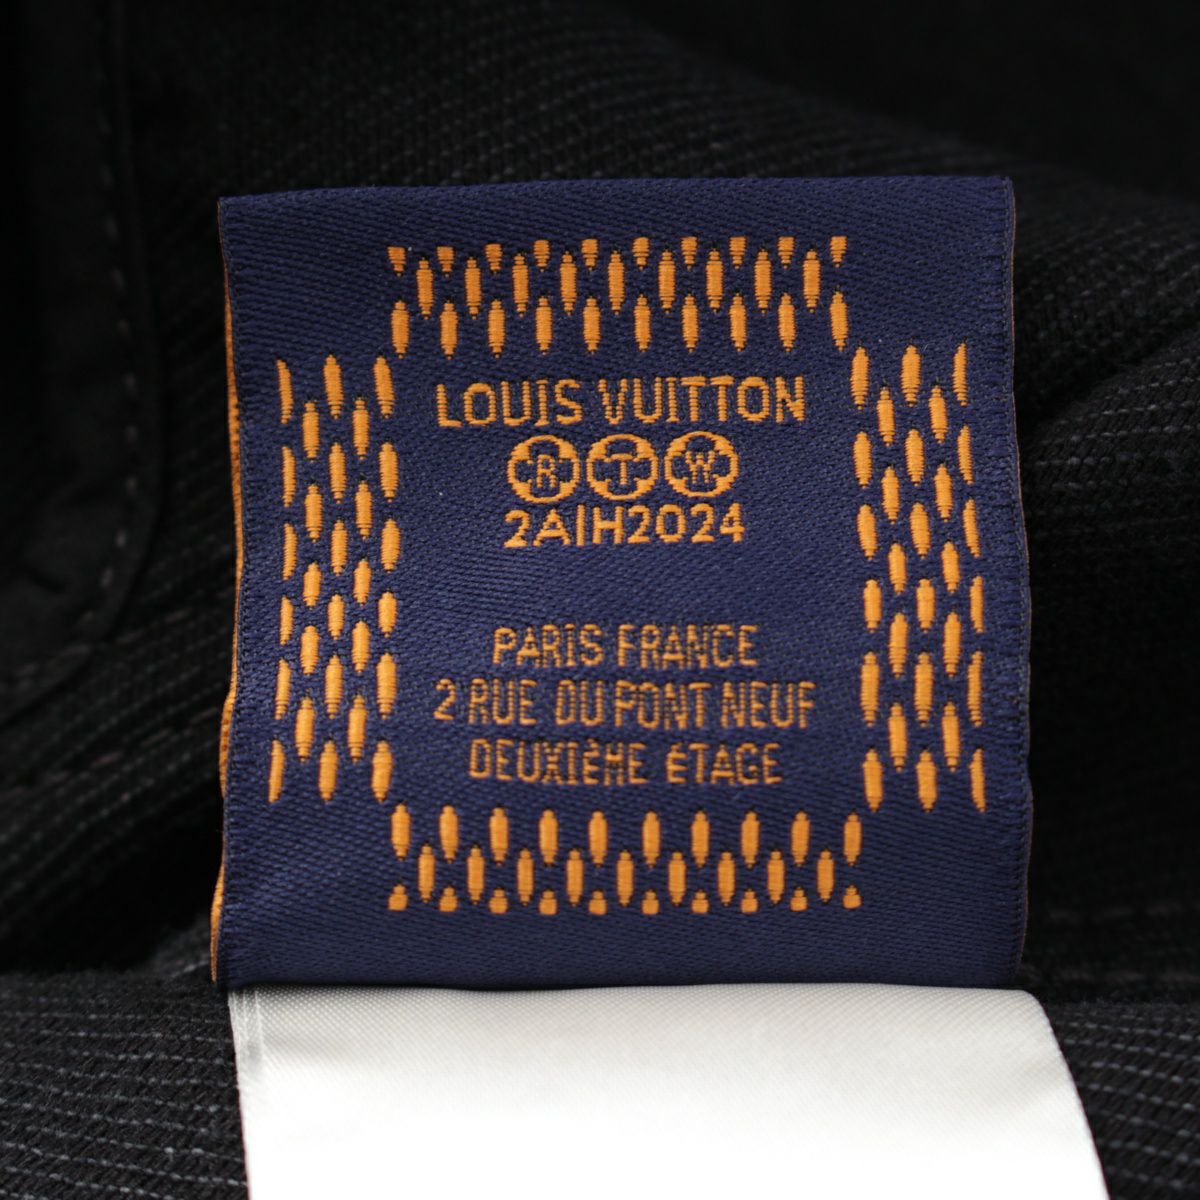 LOUIS VUITTON
R T W
2A|H2024
PARIS FRANCE
2 RUE DU PONT NEUF
DEUXIèME ÉTAGE